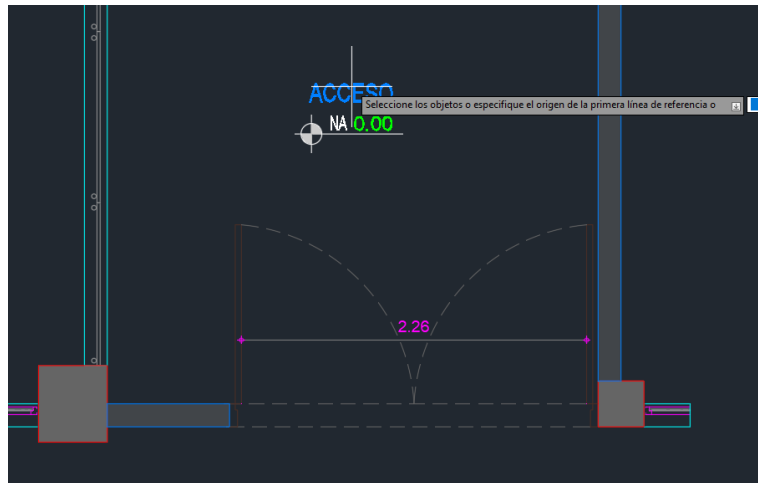 ACCESO
Seleccione los objetos o especifique el origen de la primera línea de referencia o
NA 0.00
2.26